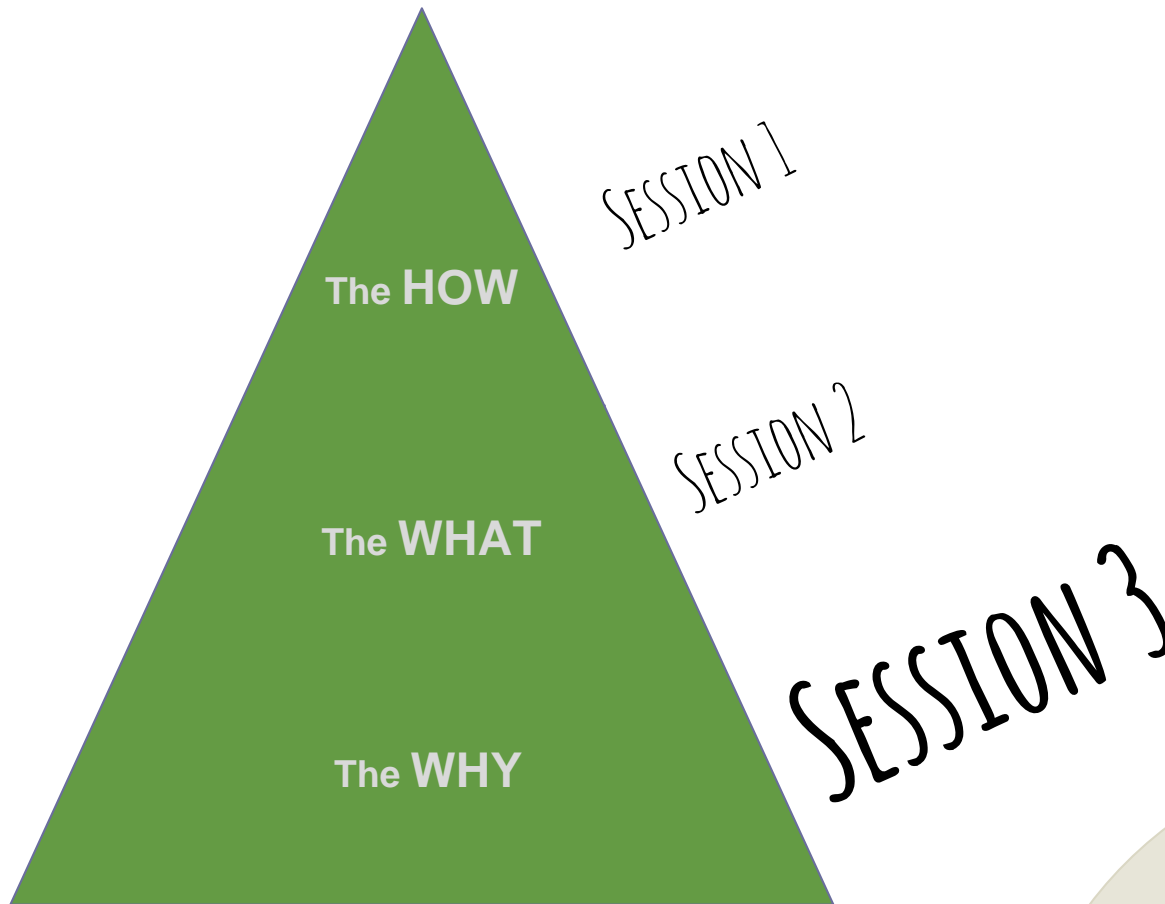 Session 1
The HOW
Session 2
The WHAT
Session 3
The WHY